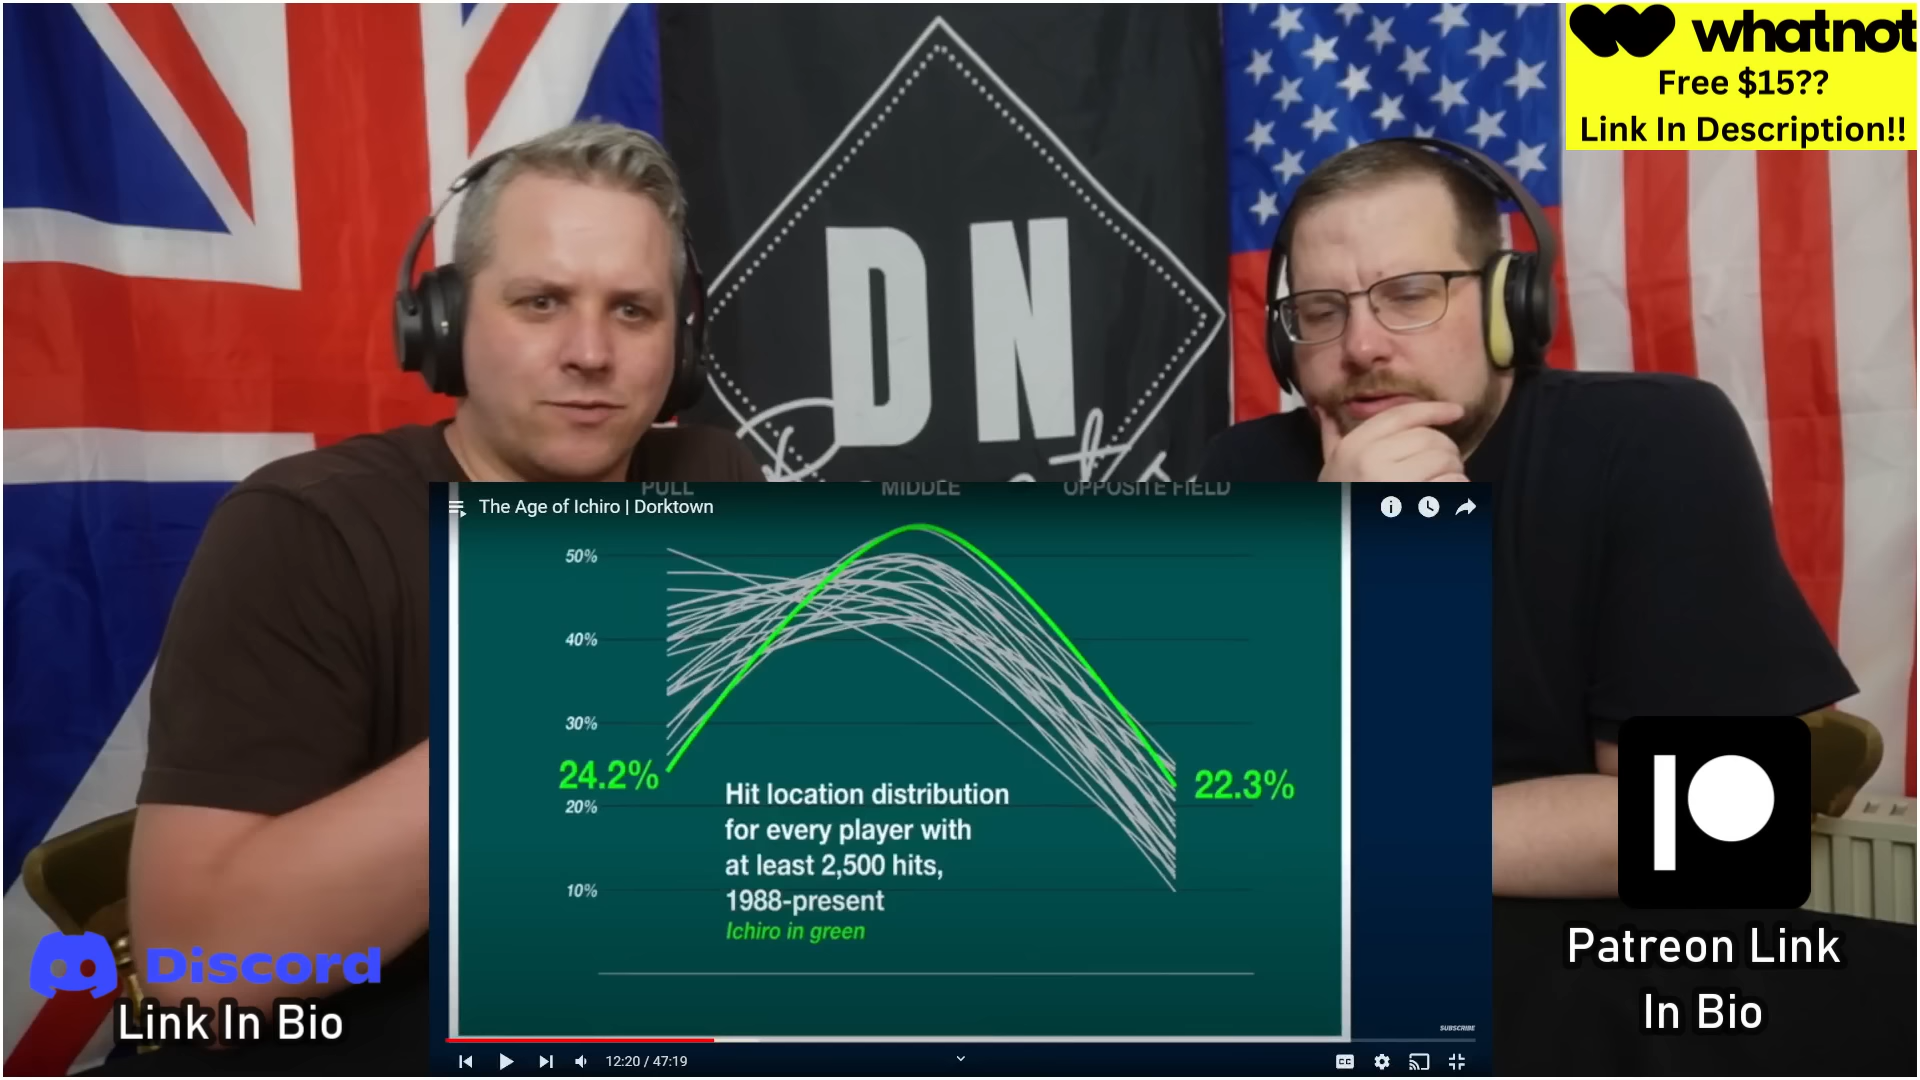 whatnot
Free $15??
Link In Description!!
DN
PULL
MIDDLE
OPPOSITE FIELD
The Age of Ichiro | Dorktown
50%
40%
30%
24.2%
22.3%
20%
10%
Hit location distribution
for every player with
at least 2,500 hits,
1988-present
Ichiro in green
SUBSCRIBE
12:20 / 47:19
CC
Discord
Link In Bio
Patreon Link
In Bio